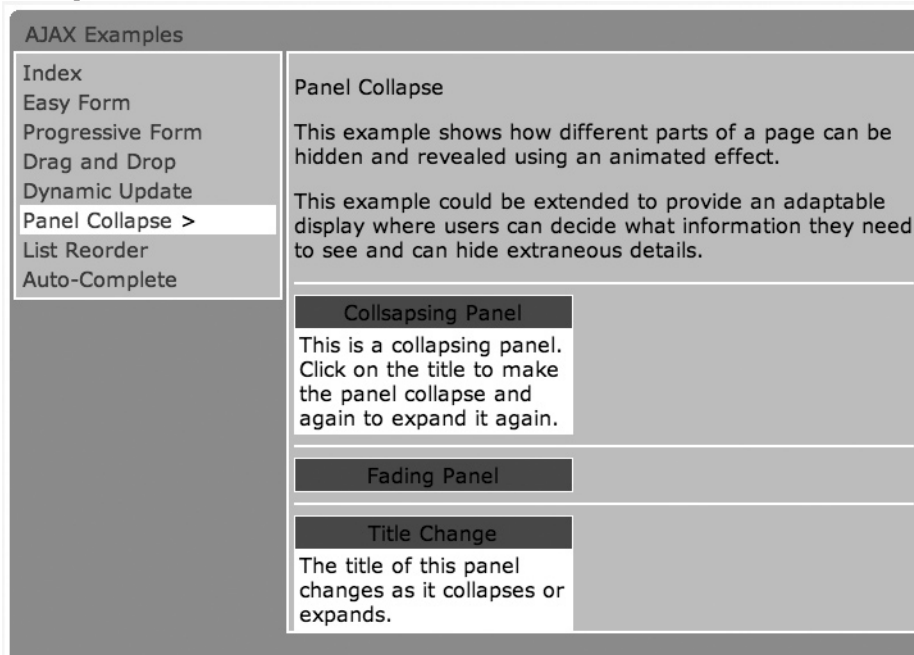 AJAX Examples
Index
Easy Form
Progressive Form
Drag and Drop
Dynamic Update
Panel Collapse >
List Reorder
Auto-Complete
Panel Collapse
This example shows how different parts of a page can be
hidden and revealed using an animated effect.
This example could be extended to provide an adaptable
display where users can decide what information they need
to see and can hide extraneous details.
Collsapsing Panel
This is a collapsing panel.
Click on the title to make
the panel collapse and
again to expand it again.
Fading Panel
Title Change
The title of this panel
changes as it collapses or
expands.